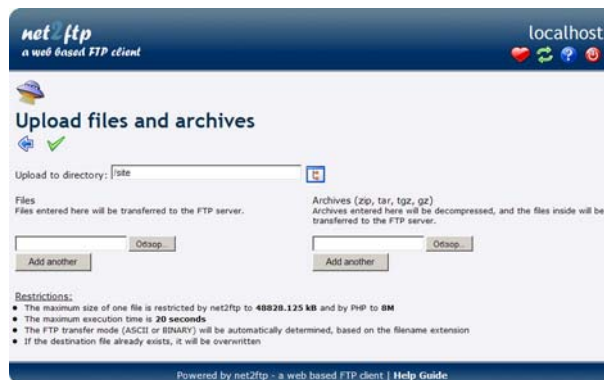 net2ftp
a web based FTP client
localhost
Upload files and archives
Upload to directory: /site
Files
Files entered here will be transferred to the FTP server.
Обзор...
Add another
Archives (zip, tar, tgz, gz)
Archives entered here will be decompressed, and the files inside will be
transferred to the FTP server.
Обзор...
Add another
Restrictions:
The maximum size of one file is restricted by net2ftp to 48828.125 kB and by PHP to 8M
The maximum execution time is 20 seconds
The FTP transfer mode (ASCII or BINARY) will be automatically determined, based on the filename extension
If the destination file already exists, it will be overwritten
Powered by net2ftp - a web based FTP client | Help Guide